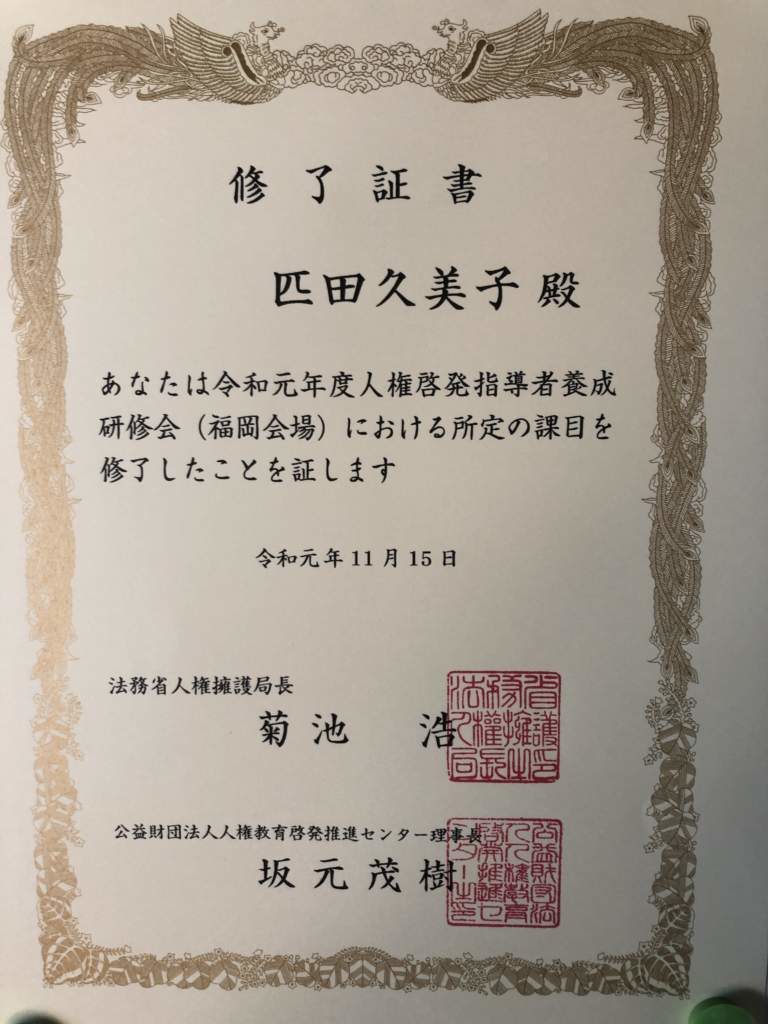 修了証書
匹田久美子 殿
あなたは令和元年度人権啓発指導者養成
研修会（福岡会場）における所定の課目を
修了したことを証します
令和元年11月15日
法務省人権擁護局長
菊池 浩
公益財団法人人権教育啓発推進センター理事長
坂元茂樹